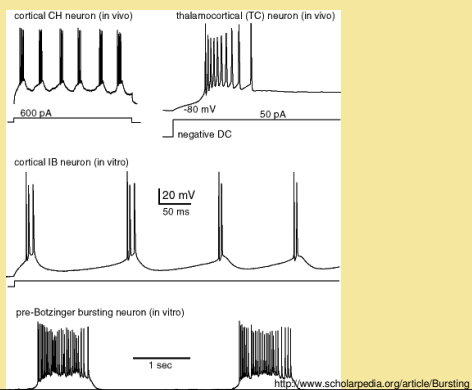 cortical CH neuron (in vivo)
thalamocortical (TC) neuron (in vivo)
600 pA
-80 mV
50 pA
negative DC
cortical IB neuron (in vitro)
20 mV
50 ms
pre-Botzinger bursting neuron (in vitro)
1 sec
http://www.scholarpedia.org/article/Bursting